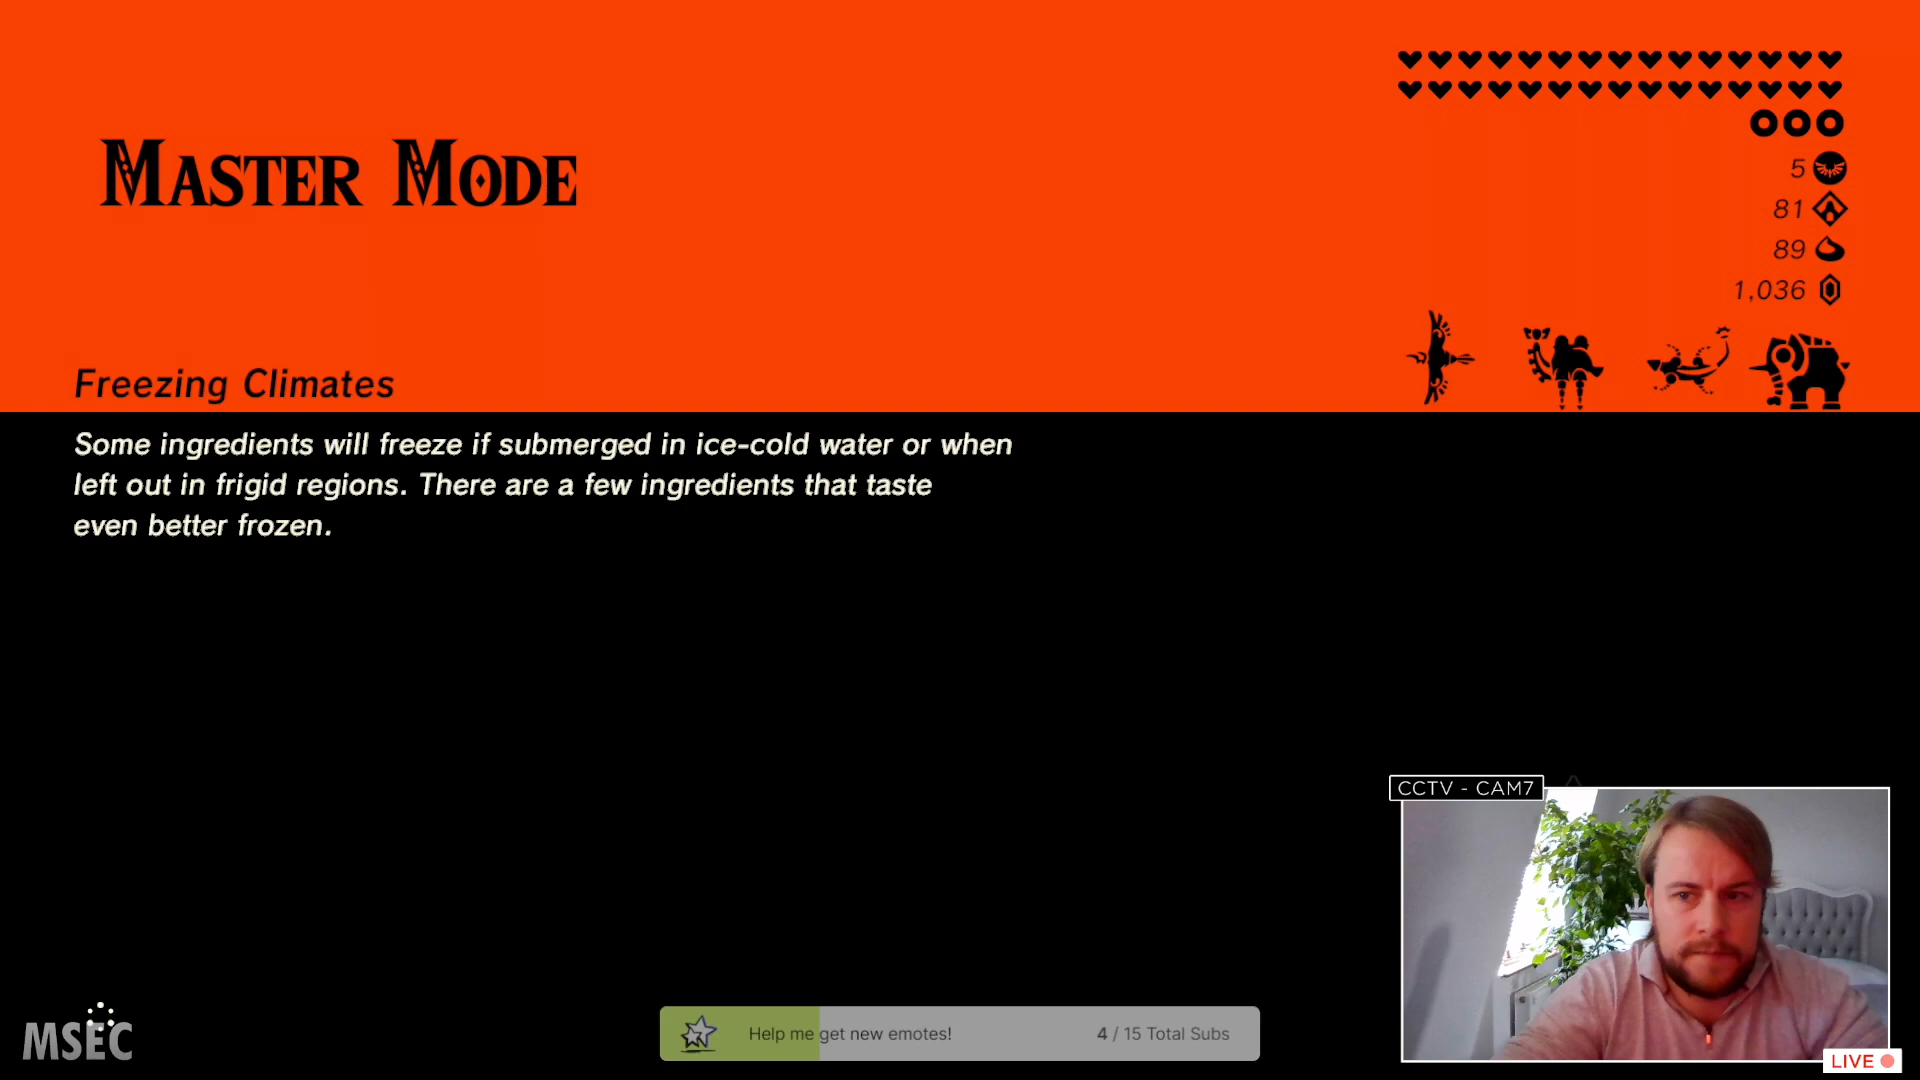 MASTER MODE
5
81
89
1,036
Freezing Climates
Some ingredients will freeze if submerged in ice-cold water or when
left out in frigid regions. There are a few ingredients that taste
even better frozen.
CCTV - CAM7
MSEC
7
Help me get new emotes!
4 / 15 Total Subs
LIVE